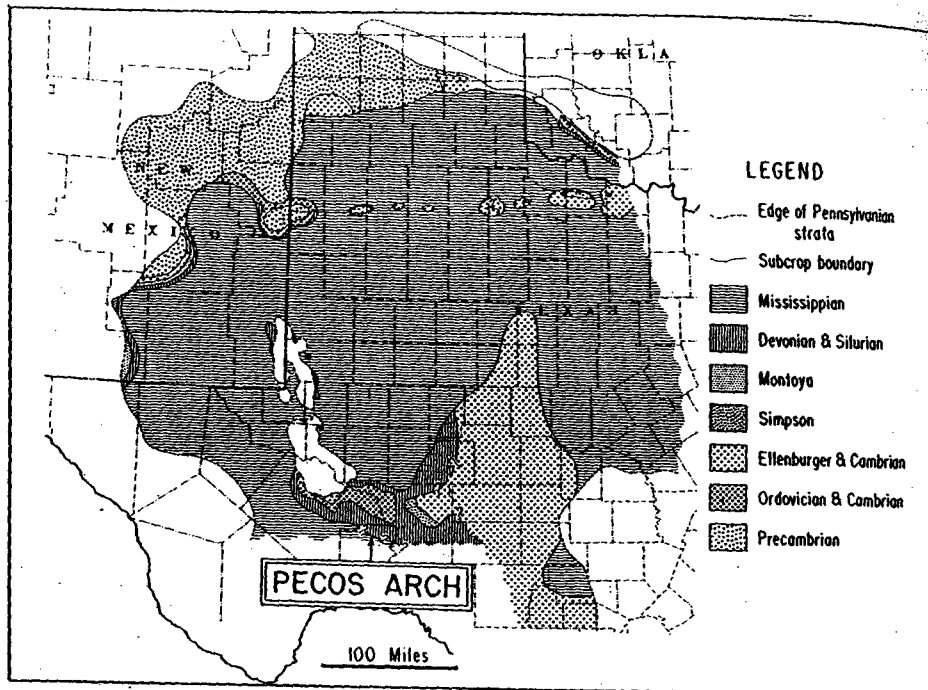 OKLA
NEW
MEXICO
TEXAS
LEGEND
Edge of Pennsylvanian
strata
Subcrop boundary
Mississippian
Devonian & Silurian
Montoya
Simpson
Ellenburger & Cambrian
Ordovician & Cambrian
Precambrian
PECOS ARCH
100 Miles